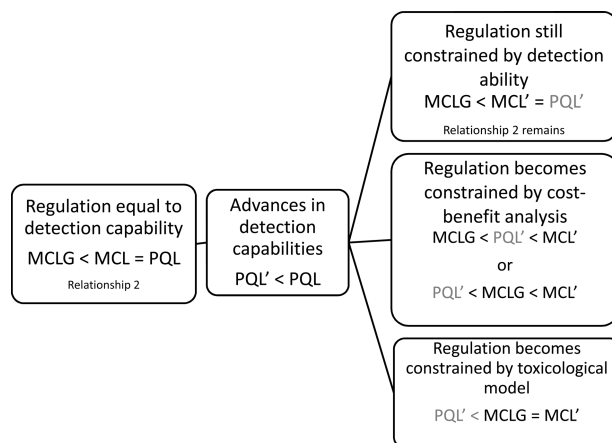 Regulation equal to
detection capability
MCLG < MCL = PQL
Relationship 2
Advances in
detection
capabilities
PQL’ < PQL
Regulation still
constrained by detection
ability
MCLG < MCL’ = PQL’
Relationship 2 remains
Regulation becomes
constrained by cost-
benefit analysis
MCLG < PQL’ < MCL’
or
PQL’ < MCLG < MCL’
Regulation becomes
constrained by toxicological
model
PQL’ < MCLG = MCL’